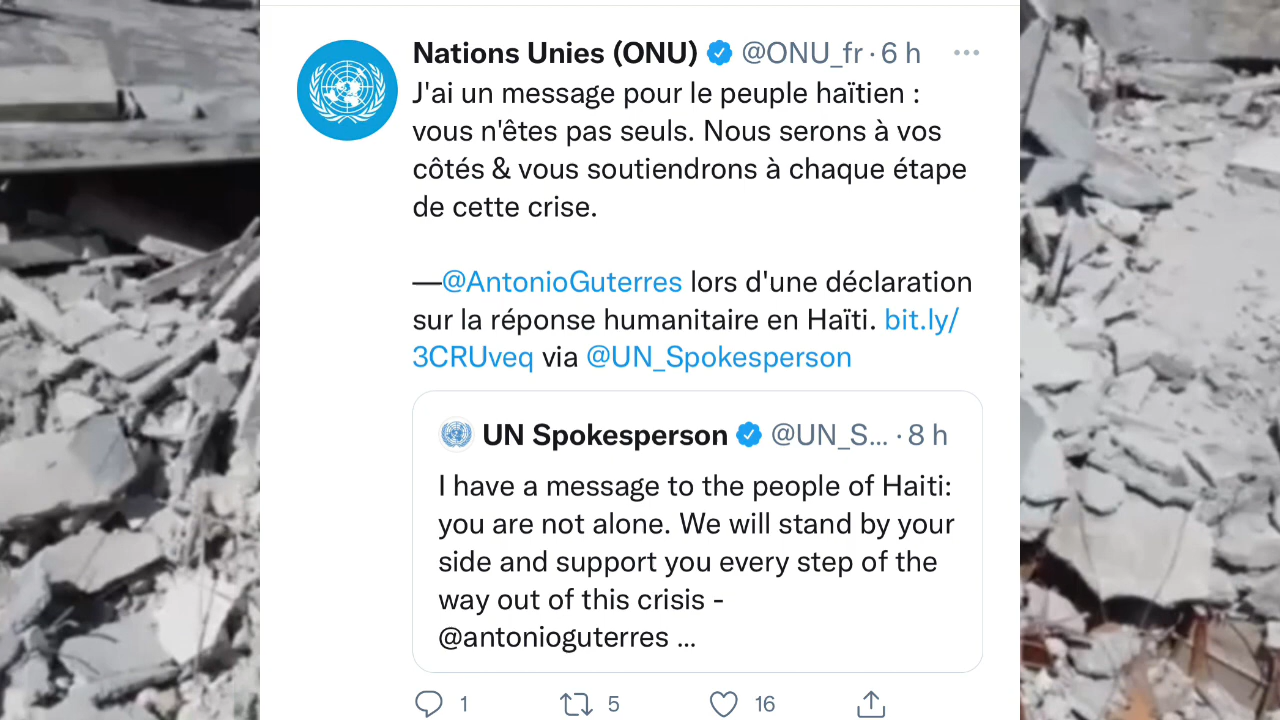 Nations Unies (ONU) @ONU_fr · 6 h
J'ai un message pour le peuple haïtien :
vous n'êtes pas seuls. Nous serons à vos
côtés & vous soutiendrons à chaque étape
de cette crise.
—@AntonioGuterres lors d'une déclaration
sur la réponse humanitaire en Haïti. bit.ly/
3CRUveq via @UN_Spokesperson
UN Spokesperson @UN_S... · 8 h
I have a message to the people of Haiti:
you are not alone. We will stand by your
side and support you every step of the
way out of this crisis -
@antonioguterres ...
1 5 16